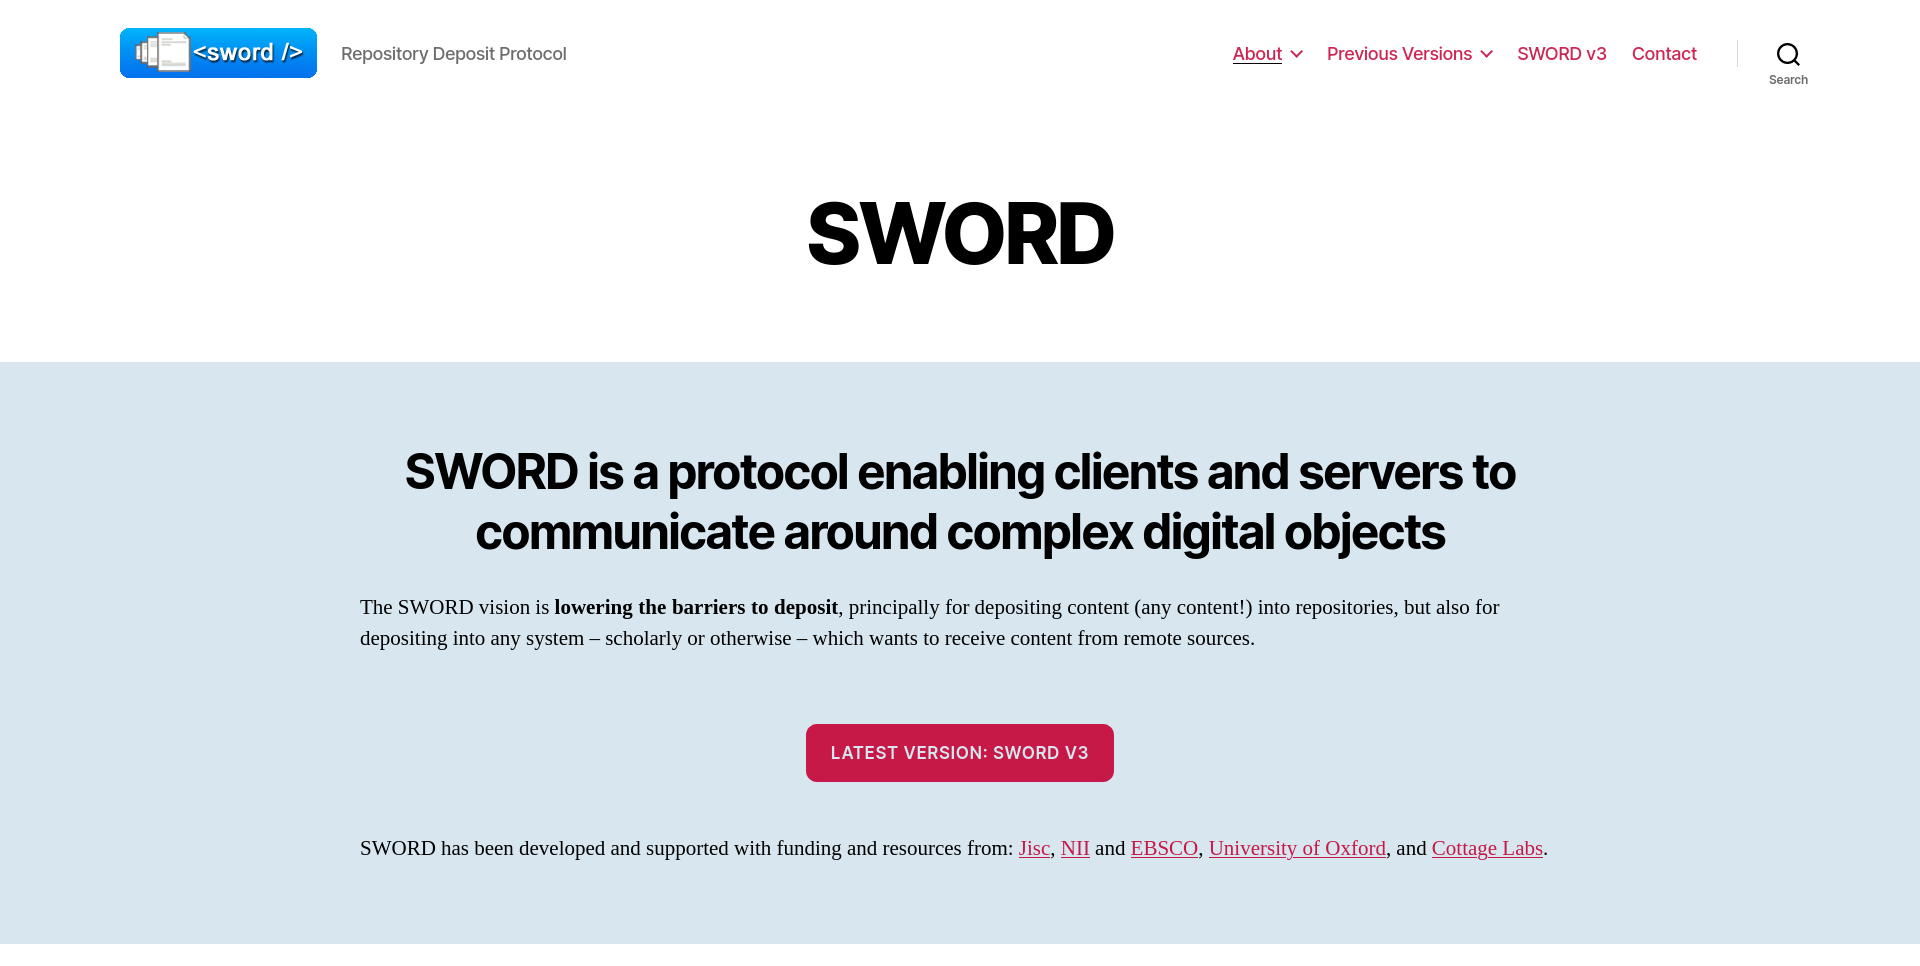 <sword />
Repository Deposit Protocol
About
Previous Versions
SWORD v3
Contact
Search
SWORD
SWORD is a protocol enabling clients and servers to
communicate around complex digital objects
The SWORD vision is lowering the barriers to deposit, principally for depositing content (any content!) into repositories, but also for
depositing into any system – scholarly or otherwise – which wants to receive content from remote sources.
LATEST VERSION: SWORD V3
SWORD has been developed and supported with funding and resources from: Jisc, NII and EBSCO, University of Oxford, and Cottage Labs.